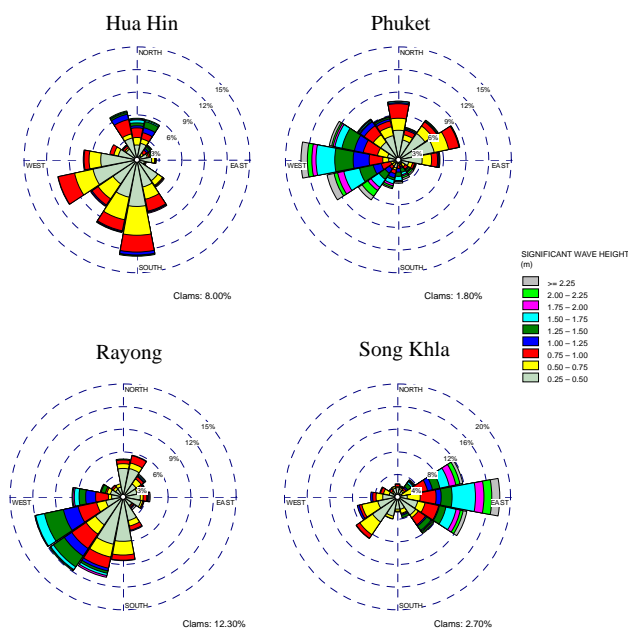 Hua Hin
NORTH
15%
12%
9%
6%
3%
WEST
EAST
SOUTH
Clams: 8.00%
Phuket
NORTH
15%
12%
9%
6%
3%
WEST
EAST
SOUTH
Clams: 1.80%
SIGNIFICANT WAVE HEIGHT
(m)
>= 2.25
2.00 – 2.25
1.75 – 2.00
1.50 – 1.75
1.25 – 1.50
1.00 – 1.25
0.75 – 1.00
0.50 – 0.75
0.25 – 0.50
Rayong
NORTH
15%
12%
9%
6%
3%
WEST
EAST
SOUTH
Clams: 12.30%
Song Khla
NORTH
20%
16%
12%
8%
4%
WEST
EAST
SOUTH
Clams: 2.70%